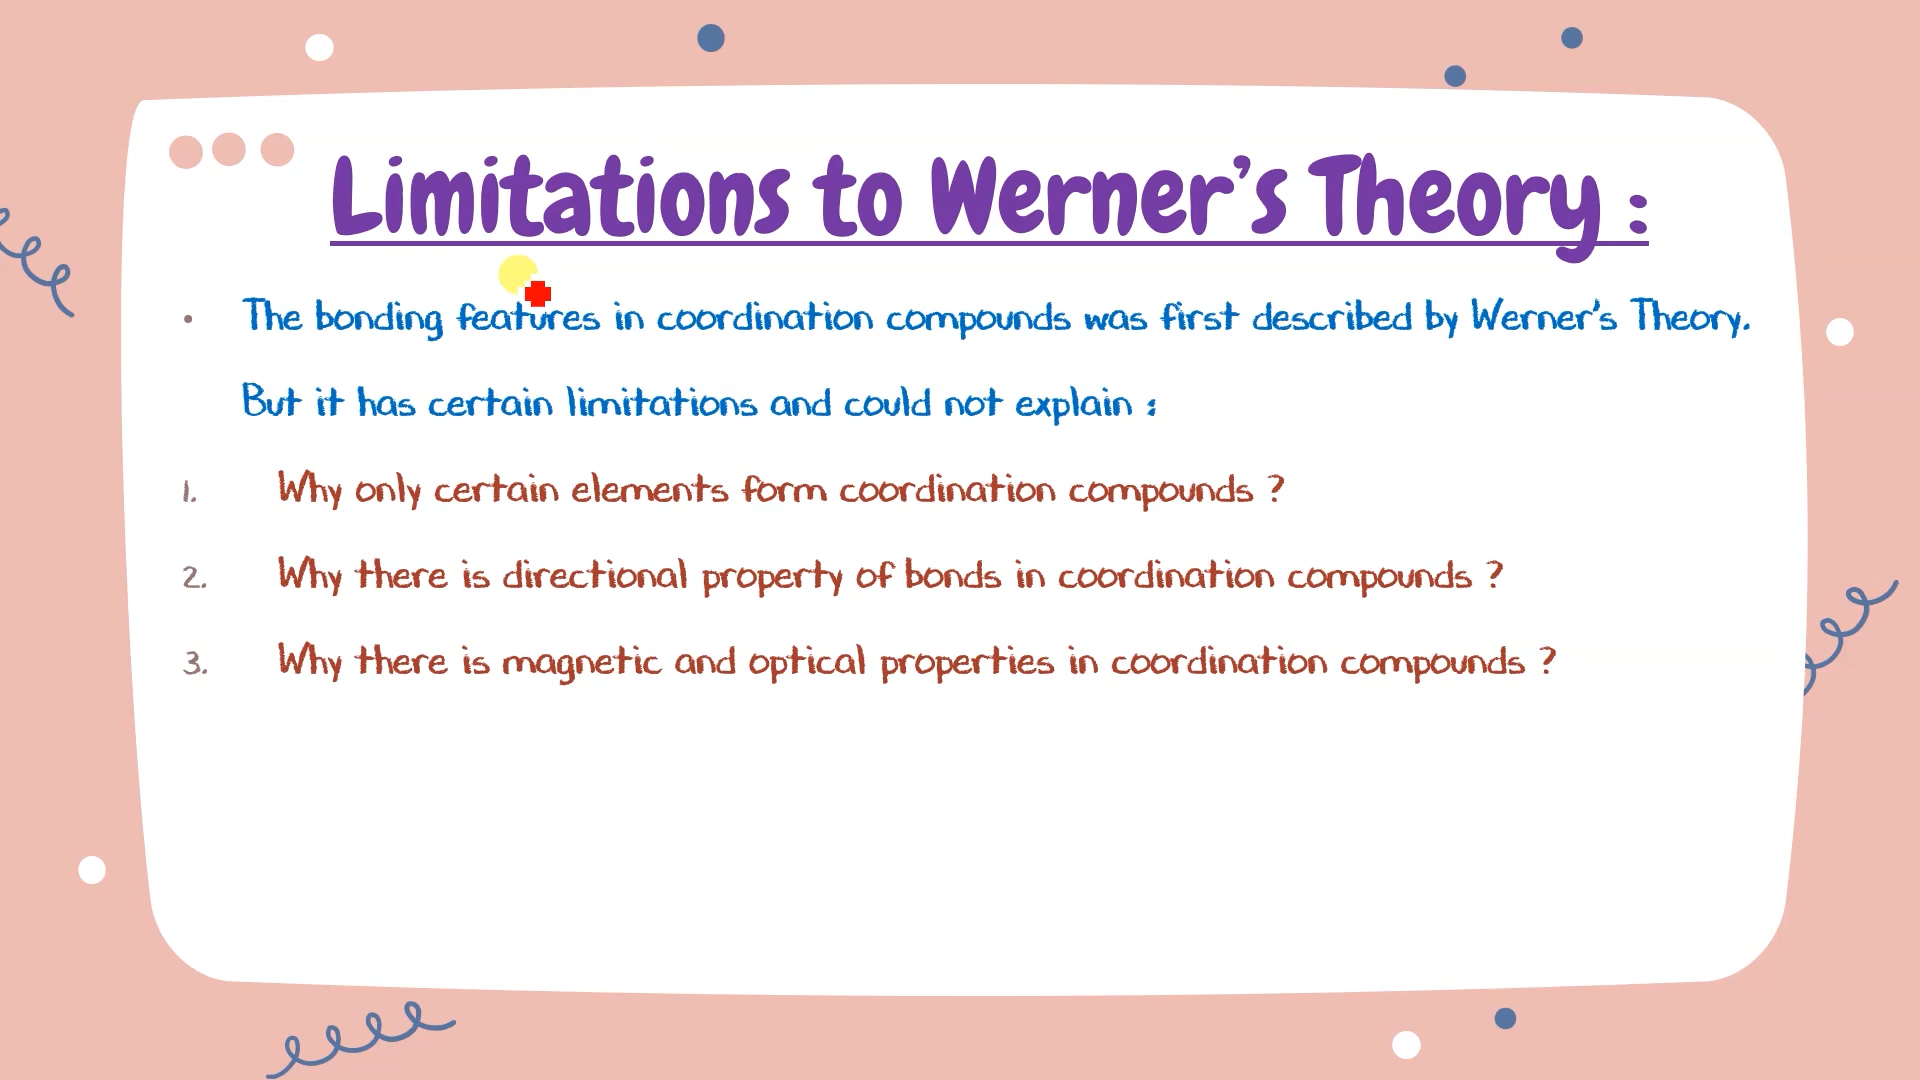 Limitations to Werner's Theory :
• The bonding features in coordination compounds was first described by Werner's Theory.
But it has certain limitations and could not explain :
1. Why only certain elements form coordination compounds ?
2. Why there is directional property of bonds in coordination compounds ?
3. Why there is magnetic and optical properties in coordination compounds ?